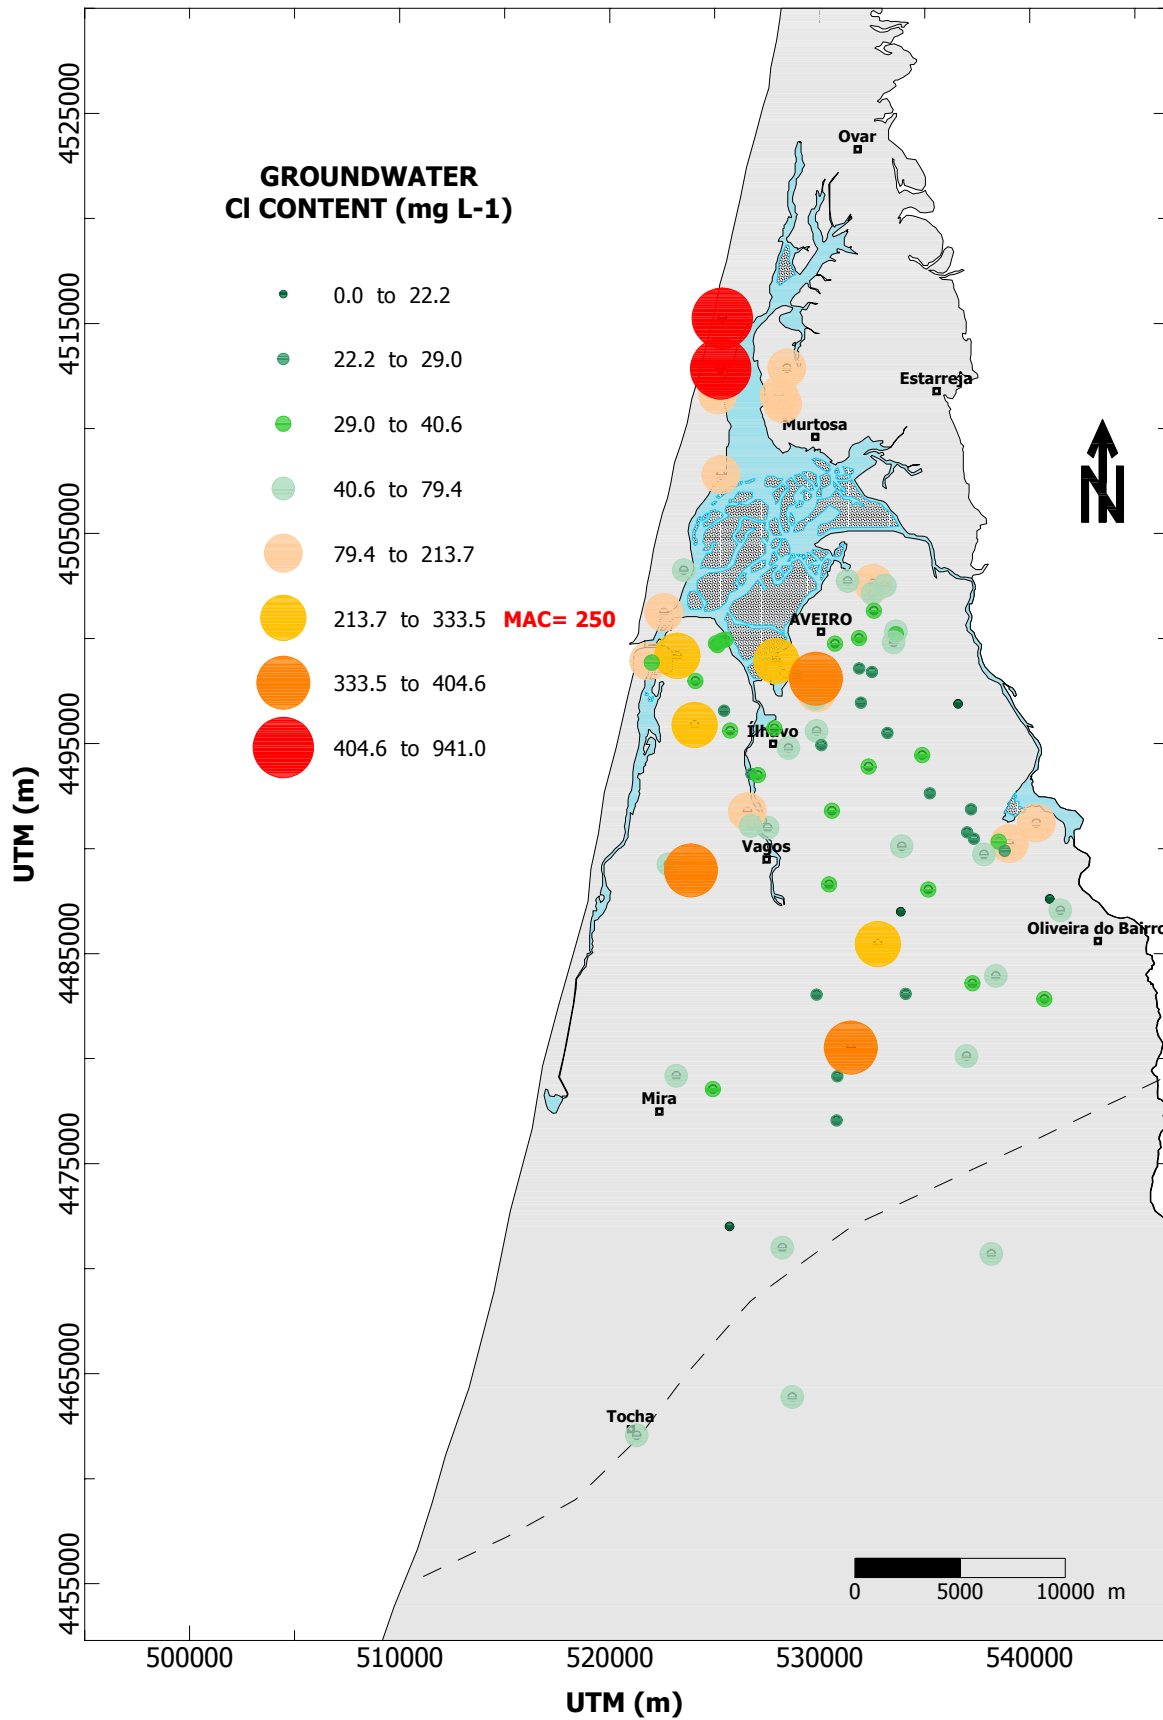 GROUNDWATER
Cl CONTENT (mg L-1)
0.0 to 22.2
22.2 to 29.0
29.0 to 40.6
40.6 to 79.4
79.4 to 213.7
213.7 to 333.5 MAC= 250
333.5 to 404.6
404.6 to 941.0
Ovar
Estarreja
Murtosa
AVEIRO
Ílhavo
Vagos
Oliveira do Bairro
Mira
Tocha
N
0 5000 10000 m
4525000
4515000
4505000
4495000
4485000
4475000
4465000
4455000
UTM (m)
500000 510000 520000 530000 540000
UTM (m)